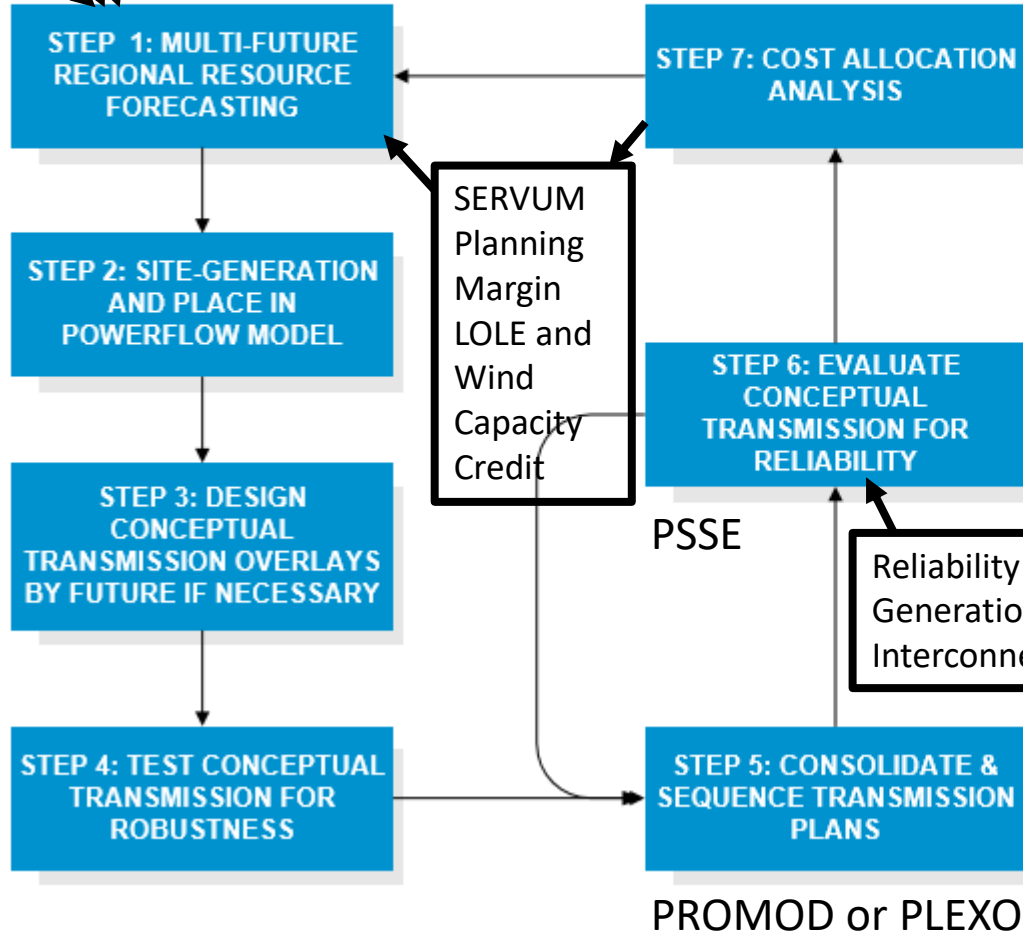 STEP 1: MULTI-FUTURE
REGIONAL RESOURCE
FORECASTING
STEP 2: SITE-GENERATION
AND PLACE IN
POWERFLOW MODEL
STEP 3: DESIGN
CONCEPTUAL
TRANSMISSION OVERLAYS
BY FUTURE IF NECESSARY
STEP 4: TEST CONCEPTUAL
TRANSMISSION FOR
ROBUSTNESS
SERVUM
Planning
Margin
LOLE and
Wind
Capacity
Credit
STEP 7: COST ALLOCATION
ANALYSIS
STEP 6: EVALUATE
CONCEPTUAL
TRANSMISSION FOR
RELIABILITY
PSSE
Reliability
Generatio
Interconne
STEP 5: CONSOLIDATE &
SEQUENCE TRANSMISSION
PLANS
PROMOD or PLEXO